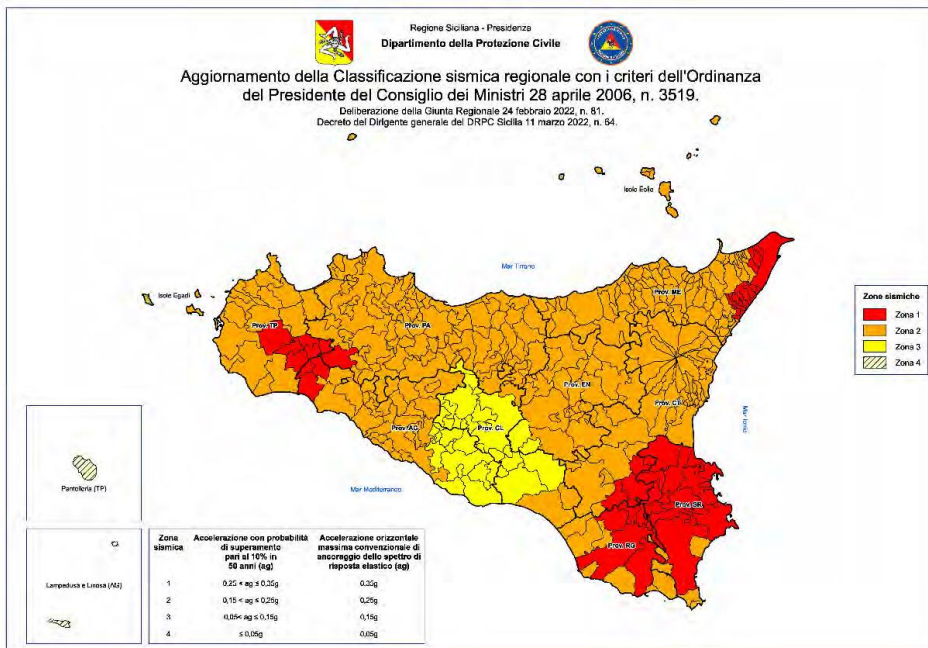 Regione Siciliana - Presidenza
Dipartimento della Protezione Civile
Aggiornamento della Classificazione sismica regionale con i criteri dell'Ordinanza
del Presidente del Consiglio dei Ministri 28 aprile 2006, n. 3519.
Deliberazione della Giunta Regionale 24 febbraio 2022, n. 81.
Decreto del Dirigente generale del DRPC Sicilia 11 marzo 2022, n. 64.
Isole Eolie
Mar Tirreno
Isole Egadi
Prov. ME
Prov. TP
Prov. PA
Zone sismiche
Zona 1
Zona 2
Zona 3
Zona 4
Prov. EN
Prov. CT
Prov. AG
Prov. CL
Mar Ionio
Pantelleria (TP)
Mar Mediterraneo
Prov. SR
Prov. RG
Lampedusa e Linosa (AG)
Zona sismica
Accelerazione con probabilità di superamento pari al 10% in 50 anni (ag)
Accelerazione orizzontale massima convenzionale di ancoraggio dello spettro di risposta elastico (ag)
1 0,25 < ag ≤ 0,35g 0,35g
2 0,15 < ag ≤ 0,25g 0,25g
3 0,05< ag ≤ 0,15g 0,15g
4 ≤ 0,05g 0,05g